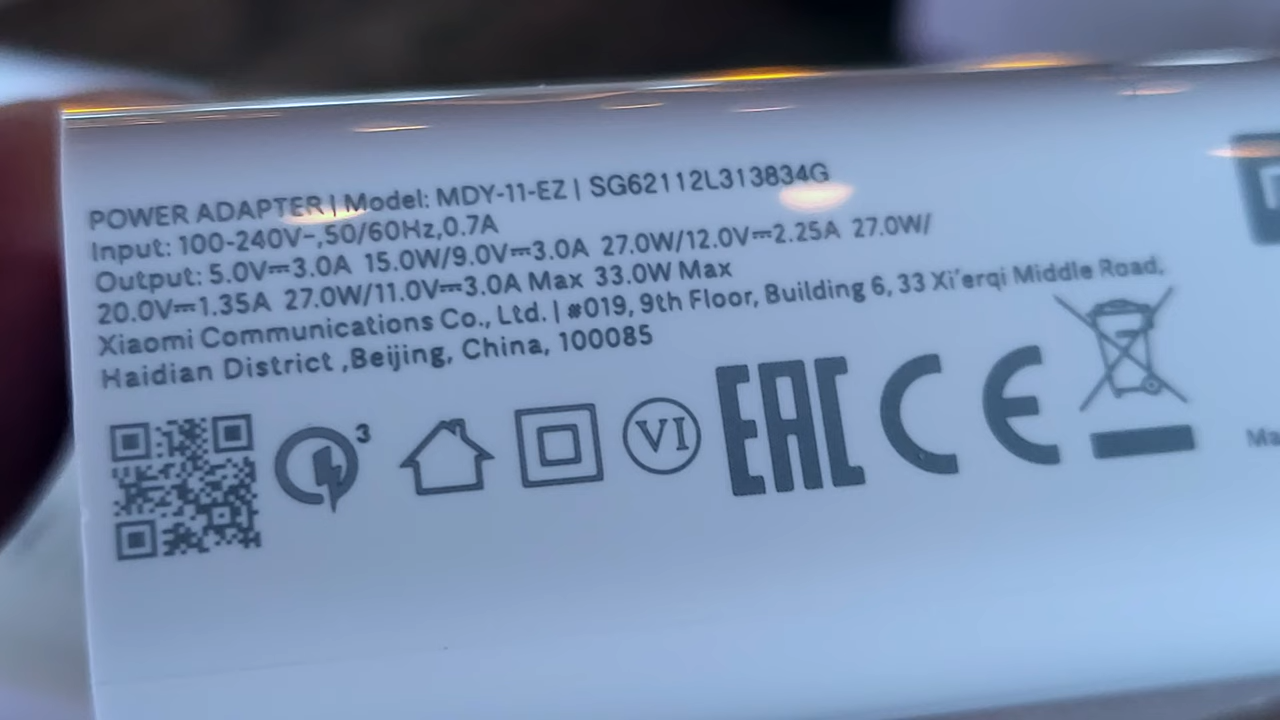 POWER ADAPTER | Model: MDY-11-EZ | SG62112L313834G
Input: 100-240V~,50/60Hz,0.7A
Output: 5.0V⎓3.0A 15.0W/9.0V⎓3.0A 27.0W/12.0V⎓2.25A 27.0W/
20.0V⎓1.35A 27.0W/11.0V⎓3.0A Max 33.0W Max
Xiaomi Communications Co., Ltd. | #019, 9th Floor, Building 6, 33 Xi'erqi Middle Road,
Haidian District ,Beijing, China, 100085
3 VI EAC CE